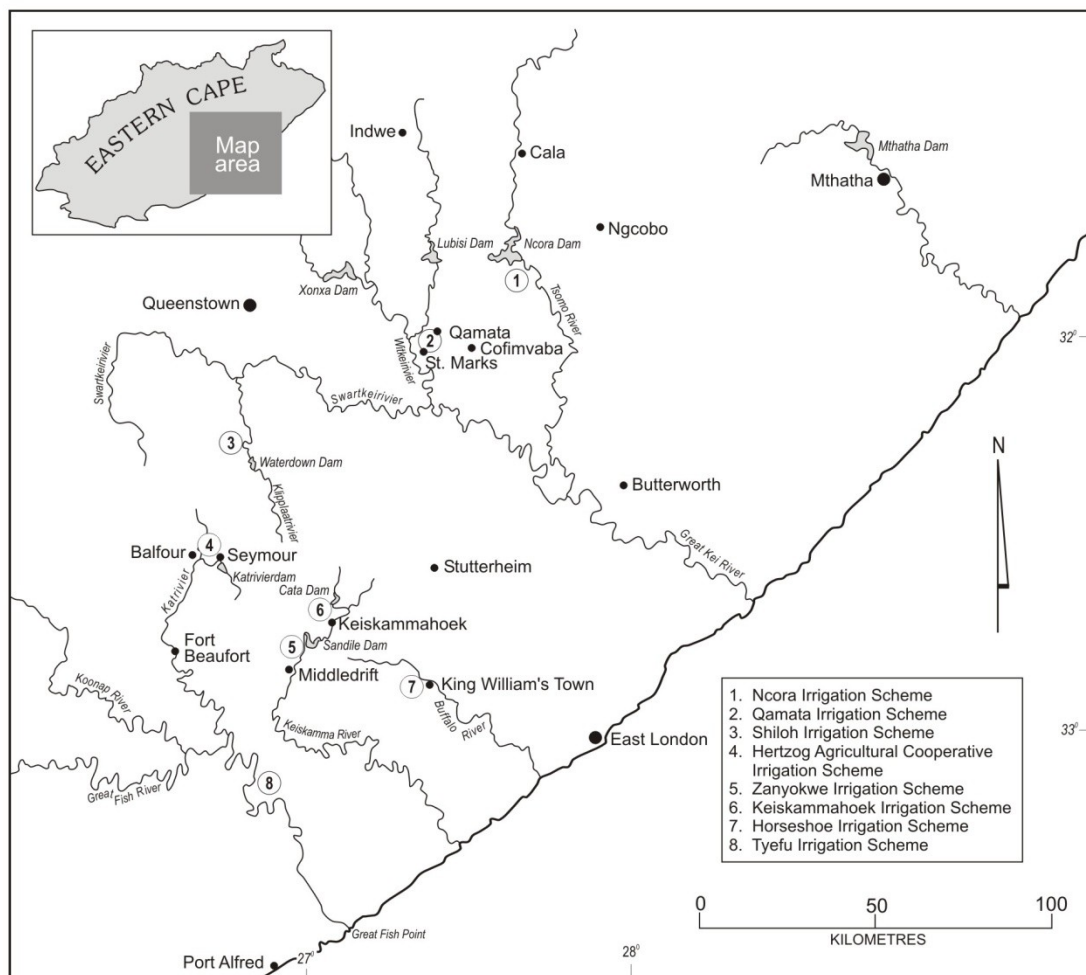 EASTERN CAPE
Map
area
Indwe
Cala
Mthatha Dam
Mthatha
Ngcobo
Lubisi Dam
Ncora Dam
Xonxa Dam
1
Tsomo River
Queenstown
Qamata
2
Cofimvaba
St. Marks
Witkeirivier
32⁰
Swartkeirivier
Swartkeirivier
3
Waterdown Dam
Klipplaatrivier
Butterworth
N
Great Kei River
4
Balfour
Seymour
Katrivierdam
Stutterheim
Katrivier
Cata Dam
6
Keiskammahoek
5
Sandile Dam
Fort
Beaufort
Middledrift
7
King William's Town
Koonap River
Buffalo
River
Keiskamma River
East London
33⁰
Great
Fish River
8
1. Ncora Irrigation Scheme
2. Qamata Irrigation Scheme
3. Shiloh Irrigation Scheme
4. Hertzog Agricultural Cooperative
Irrigation Scheme
5. Zanyokwe Irrigation Scheme
6. Keiskammahoek Irrigation Scheme
7. Horseshoe Irrigation Scheme
8. Tyefu Irrigation Scheme
0 50 100
KILOMETRES
Great Fish Point
Port Alfred
27⁰
28⁰